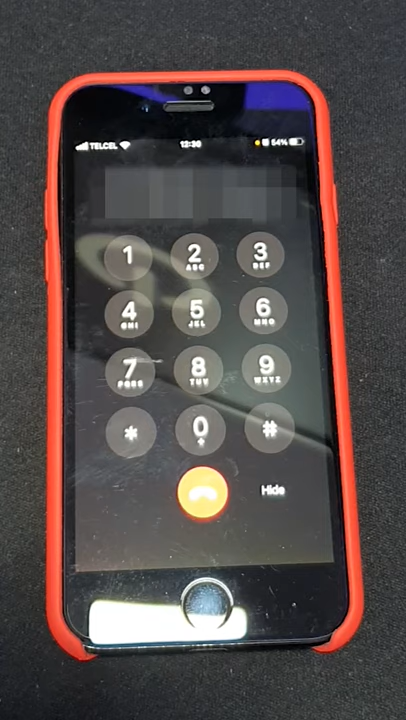 TELCEL 12:30 54%
1 2 3
ABC DEF
4 5 6
GHI JKL MNO
7 8 9
PQRS TUV WXYZ
* 0 #
+
Hide